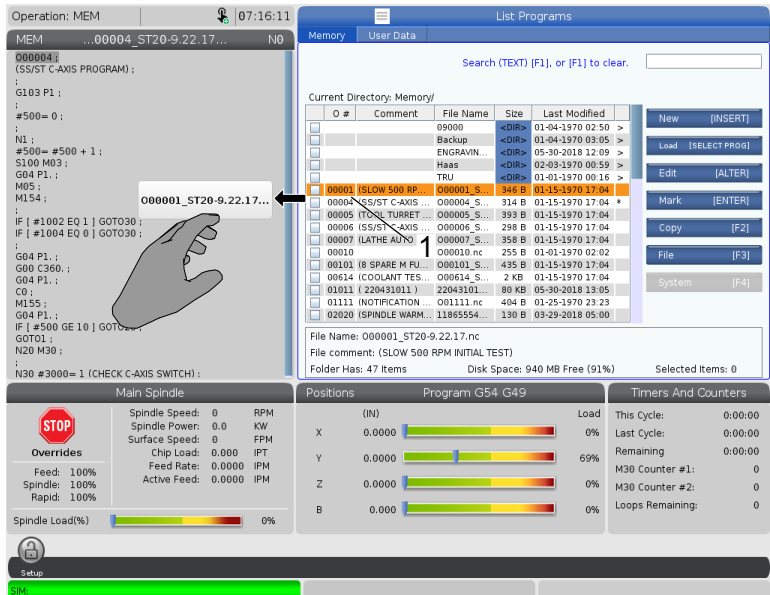 Operation: MEM
07:16:11
MEM ...00004_ST20-9.22.17... N0
O00004 ;
(SS/ST C-AXIS PROGRAM) ;
;
G103 P1 ;
;
#500= 0 ;
;
N1 ;
#500= #500 + 1 ;
S100 M03 ;
G04 P1. ;
M05 ;
M154 ;
;
IF [ #1002 EQ 1 ] GOTO30 ;
IF [ #1004 EQ 0 ] GOTO30 ;
;
G04 P1. ;
G00 C360. ;
G04 P1. ;
C0 ;
M155 ;
G04 P1. ;
IF [ #500 GE 10 ] GOTO20 ;
GOTO1 ;
N20 M30 ;
;
N30 #3000= 1 (CHECK C-AXIS SWITCH) ;
O00001_ST20-9.22.17...
1
List Programs
Memory User Data
Search (TEXT) [F1], or [F1] to clear.
Current Directory: Memory/
O # Comment File Name Size Last Modified
09000 <DIR> 01-04-1970 02:50 >
Backup <DIR> 01-04-1970 03:05 >
ENGRAVIN... <DIR> 05-30-2018 12:09 >
Haas <DIR> 02-03-1970 00:59 >
TRU <DIR> 01-01-1970 00:16 >
00001 (SLOW 500 RP... O00001_S... 346 B 01-15-1970 17:04
00004 (SS/ST C-AXIS ... O00004_S... 314 B 01-15-1970 17:04 *
00005 (TOOL TURRET ... O00005_S... 393 B 01-15-1970 17:04
00006 (SS/ST C-AXIS ... O00006_S... 298 B 01-15-1970 17:04
00007 (LATHE AUTO O00007_S... 358 B 01-15-1970 17:04
00010 O00010.nc 255 B 01-01-1970 02:02
00101 (8 SPARE M FU... O00101_S... 435 B 01-15-1970 17:04
00614 (COOLANT TES... O00614_S... 2 KB 01-15-1970 17:04
01011 ( 220431011 ) 22043101... 80 KB 05-30-2018 13:05
01111 (NOTIFICATION ... O01111.nc 404 B 01-25-1970 23:23
02020 (SPINDLE WARM... 11865554... 130 B 03-29-2018 05:00
New [INSERT]
Load [SELECT PROG]
Edit [ALTER]
Mark [ENTER]
Copy [F2]
File [F3]
System [F4]
File Name: O00001_ST20-9.22.17.nc
File comment: (SLOW 500 RPM INITIAL TEST)
Folder Has: 47 Items Disk Space: 940 MB Free (91%) Selected Items: 0
Main Spindle
STOP
Overrides
Feed: 100%
Spindle: 100%
Rapid: 100%
Spindle Speed: 0 RPM
Spindle Power: 0.0 KW
Surface Speed: 0 FPM
Chip Load: 0.000 IPT
Feed Rate: 0.0000 IPM
Active Feed: 0.0000 IPM
Spindle Load(%) 0%
Positions Program G54 G49
(IN) Load
X 0.0000 0%
Y 0.0000 69%
Z 0.0000 0%
B 0.000 0%
Timers And Counters
This Cycle: 0:00:00
Last Cycle: 0:00:00
Remaining 0:00:00
M30 Counter #1: 0
M30 Counter #2: 0
Loops Remaining: 0
Setup
SIM: